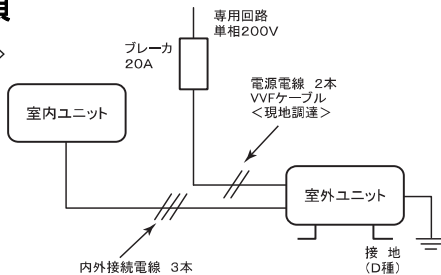 専用回路
単相200V
ブレーカ
20A
電源電線 2本
VVFケーブル
＜現地調達＞
室内ユニット
室外ユニット
内外接続電線 3本
接 地
(D種)